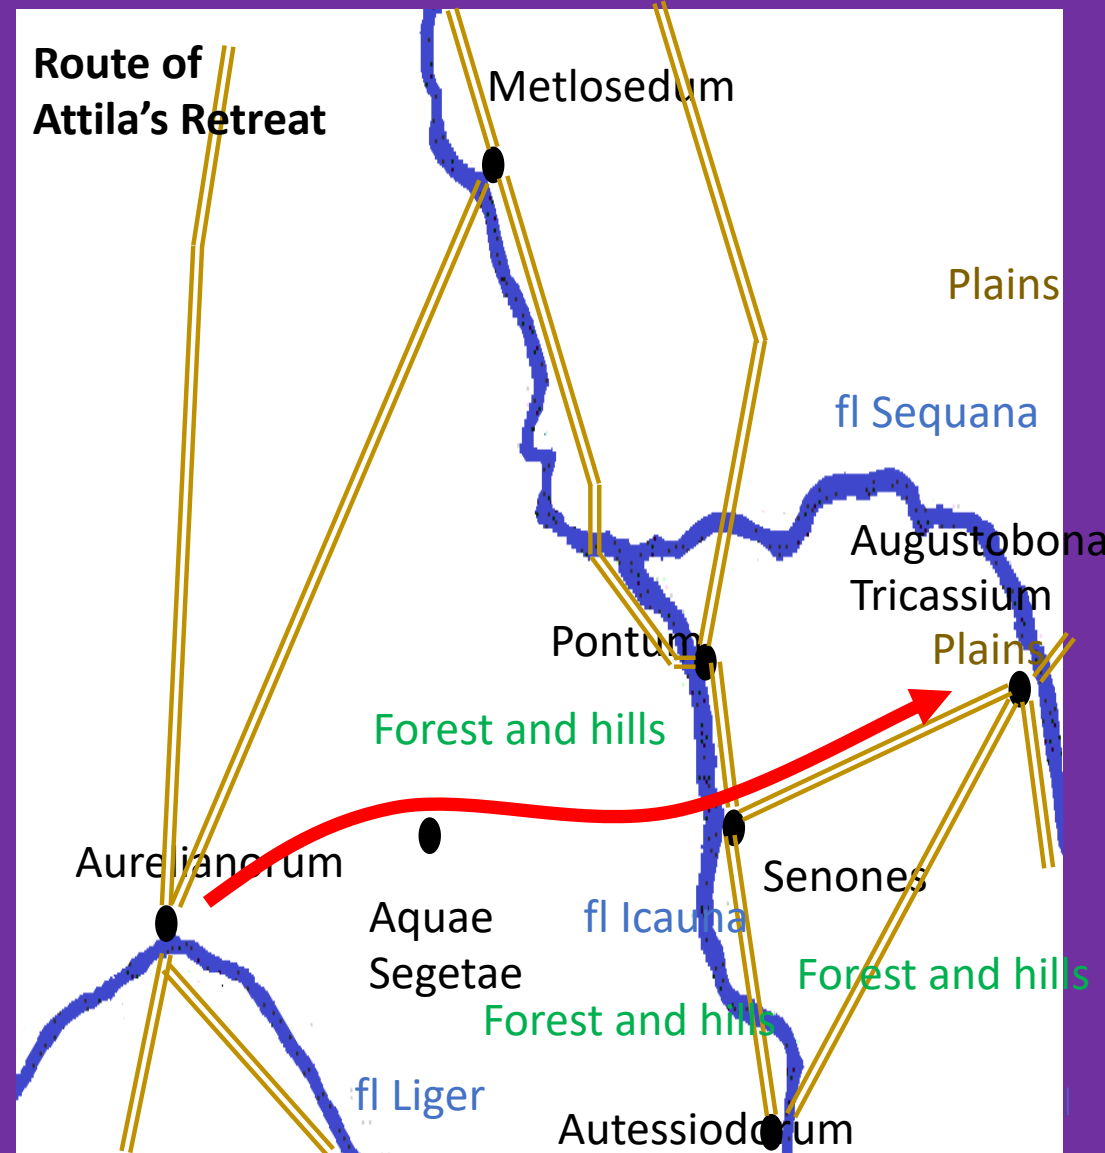 Route of
Attila’s Retreat
Metlosedum
Plains
fl Sequana
Augustobona
Tricassium
Pontum
Plains
Forest and hills
Aurelianorum
Senones
Aquae
Segetae
fl Icauna
Forest and hills
Forest and hills
fl Liger
Autessiodorum